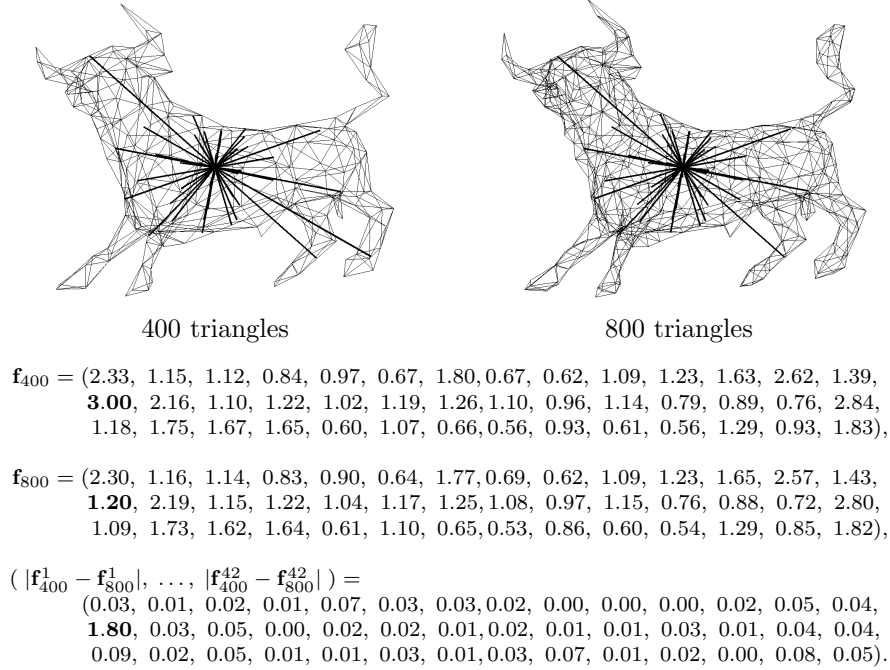 400 triangles
800 triangles
f400 = (2.33, 1.15, 1.12, 0.84, 0.97, 0.67, 1.80, 0.67, 0.62, 1.09, 1.23, 1.63, 2.62, 1.39,
3.00, 2.16, 1.10, 1.22, 1.02, 1.19, 1.26, 1.10, 0.96, 1.14, 0.79, 0.89, 0.76, 2.84,
1.18, 1.75, 1.67, 1.65, 0.60, 1.07, 0.66, 0.56, 0.93, 0.61, 0.56, 1.29, 0.93, 1.83),
f800 = (2.30, 1.16, 1.14, 0.83, 0.90, 0.64, 1.77, 0.69, 0.62, 1.09, 1.23, 1.65, 2.57, 1.43,
1.20, 2.19, 1.15, 1.22, 1.04, 1.17, 1.25, 1.08, 0.97, 1.15, 0.76, 0.88, 0.72, 2.80,
1.09, 1.73, 1.62, 1.64, 0.61, 1.10, 0.65, 0.53, 0.86, 0.60, 0.54, 1.29, 0.85, 1.82),
( |f^1_400 − f^1_800|, ..., |f^42_400 − f^42_800| ) =
(0.03, 0.01, 0.02, 0.01, 0.07, 0.03, 0.03, 0.02, 0.00, 0.00, 0.00, 0.02, 0.05, 0.04,
1.80, 0.03, 0.05, 0.00, 0.02, 0.02, 0.01, 0.02, 0.01, 0.01, 0.03, 0.01, 0.04, 0.04,
0.09, 0.02, 0.05, 0.01, 0.01, 0.03, 0.01, 0.03, 0.07, 0.01, 0.02, 0.00, 0.08, 0.05).